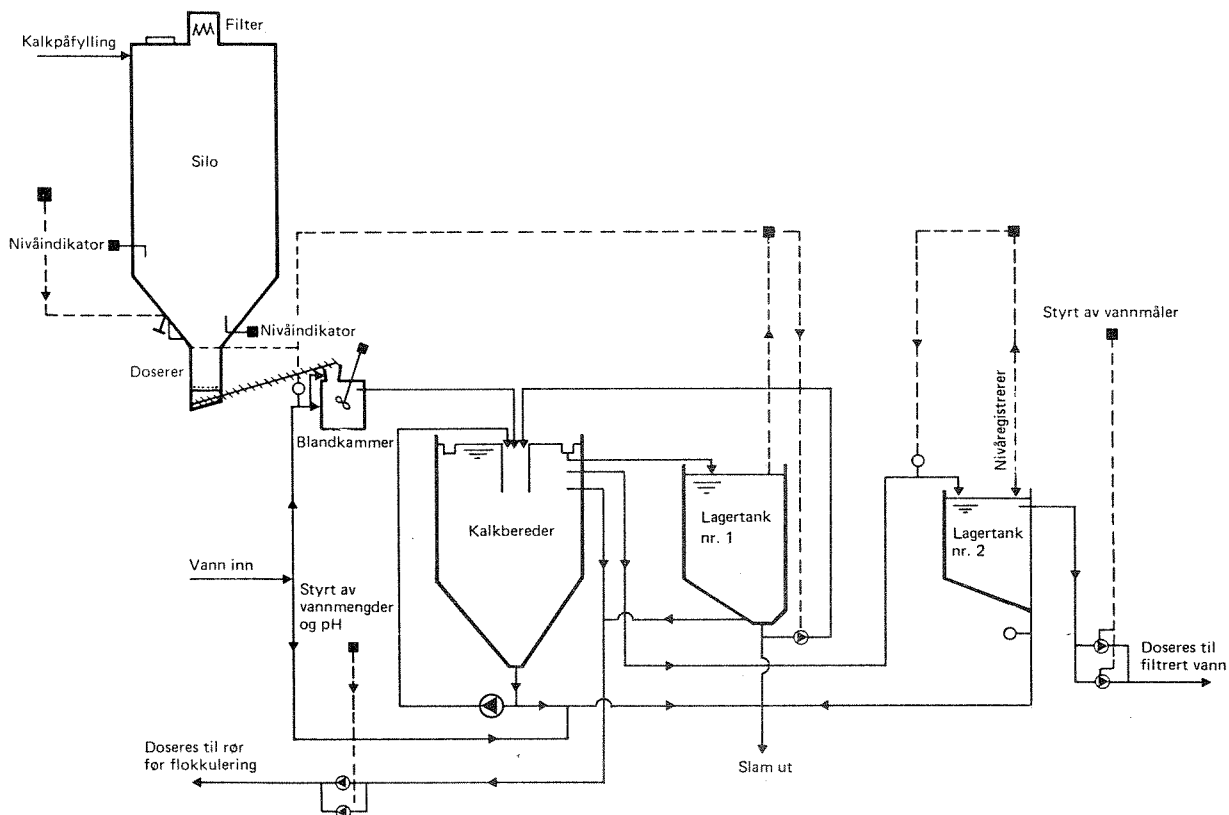 Filter
Kalkpåfylling
Silo
Nivåindikator
Nivåindikator
Styrt av vannmåler
Doserer
Nivåregistrerer
Blandkammer
Kalkbereder
Lagertank
nr. 1
Lagertank
nr. 2
Vann inn
Styrt av
vannmengder
og pH
Doseres til
filtrert vann
Doseres til rør
før flokkulering
Slam ut